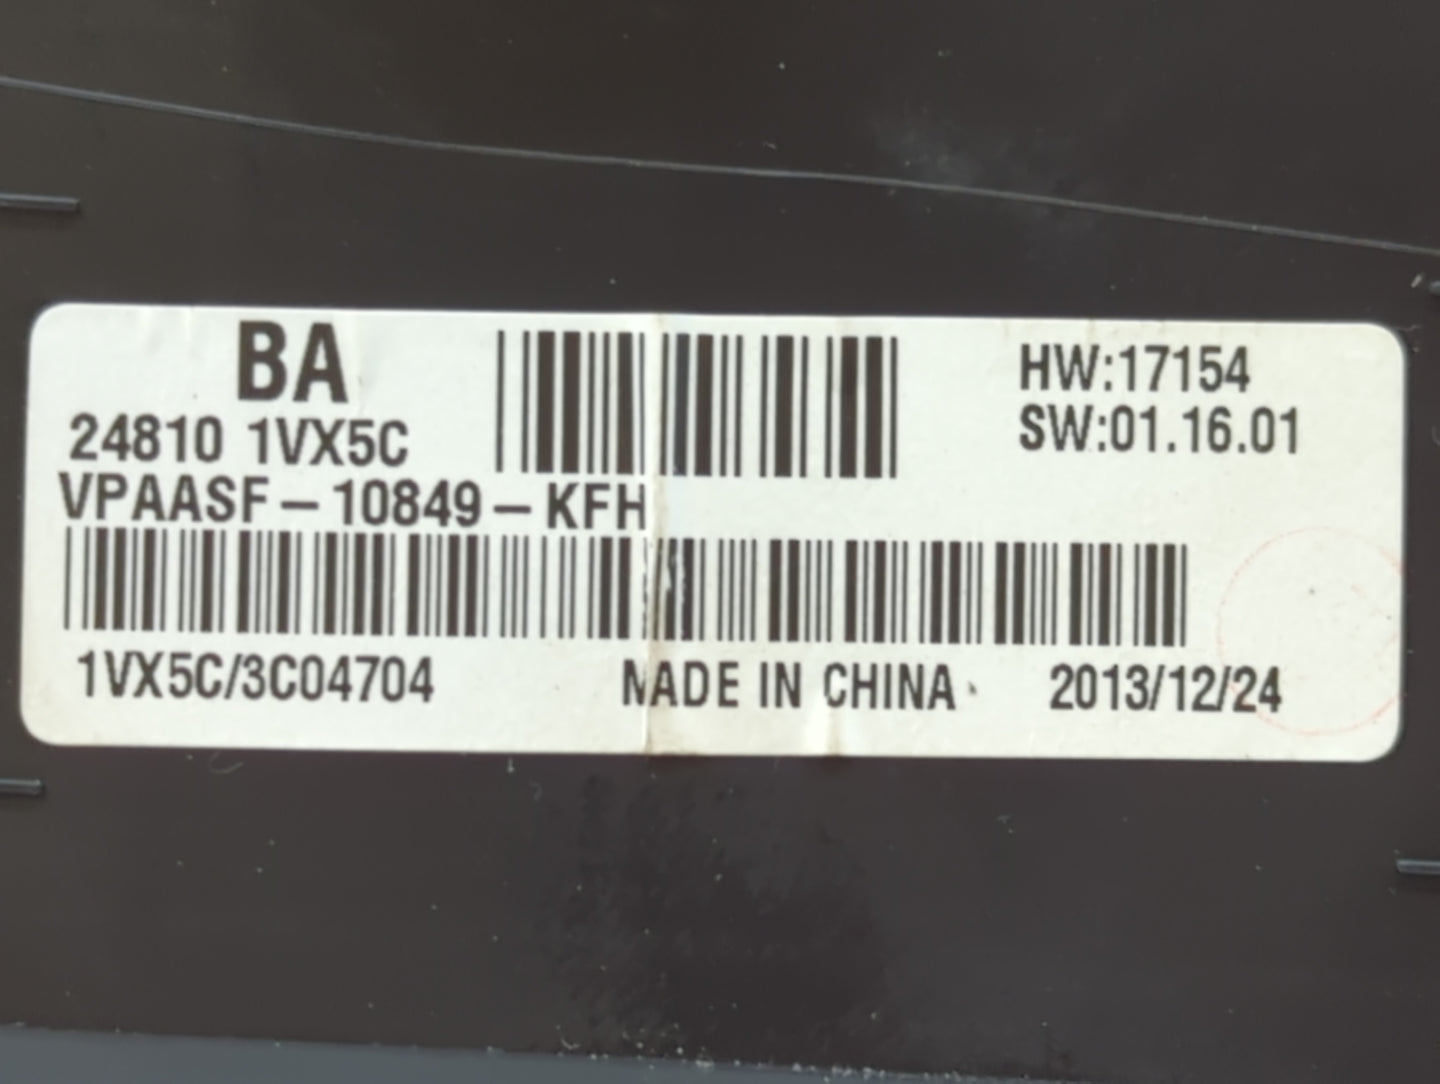 BA
24810 1VX5C
VPAASF-10849-KFH
HW:17154
SW:01.16.01
1VX5C/3C04704
MADE IN CHINA
2013/12/24